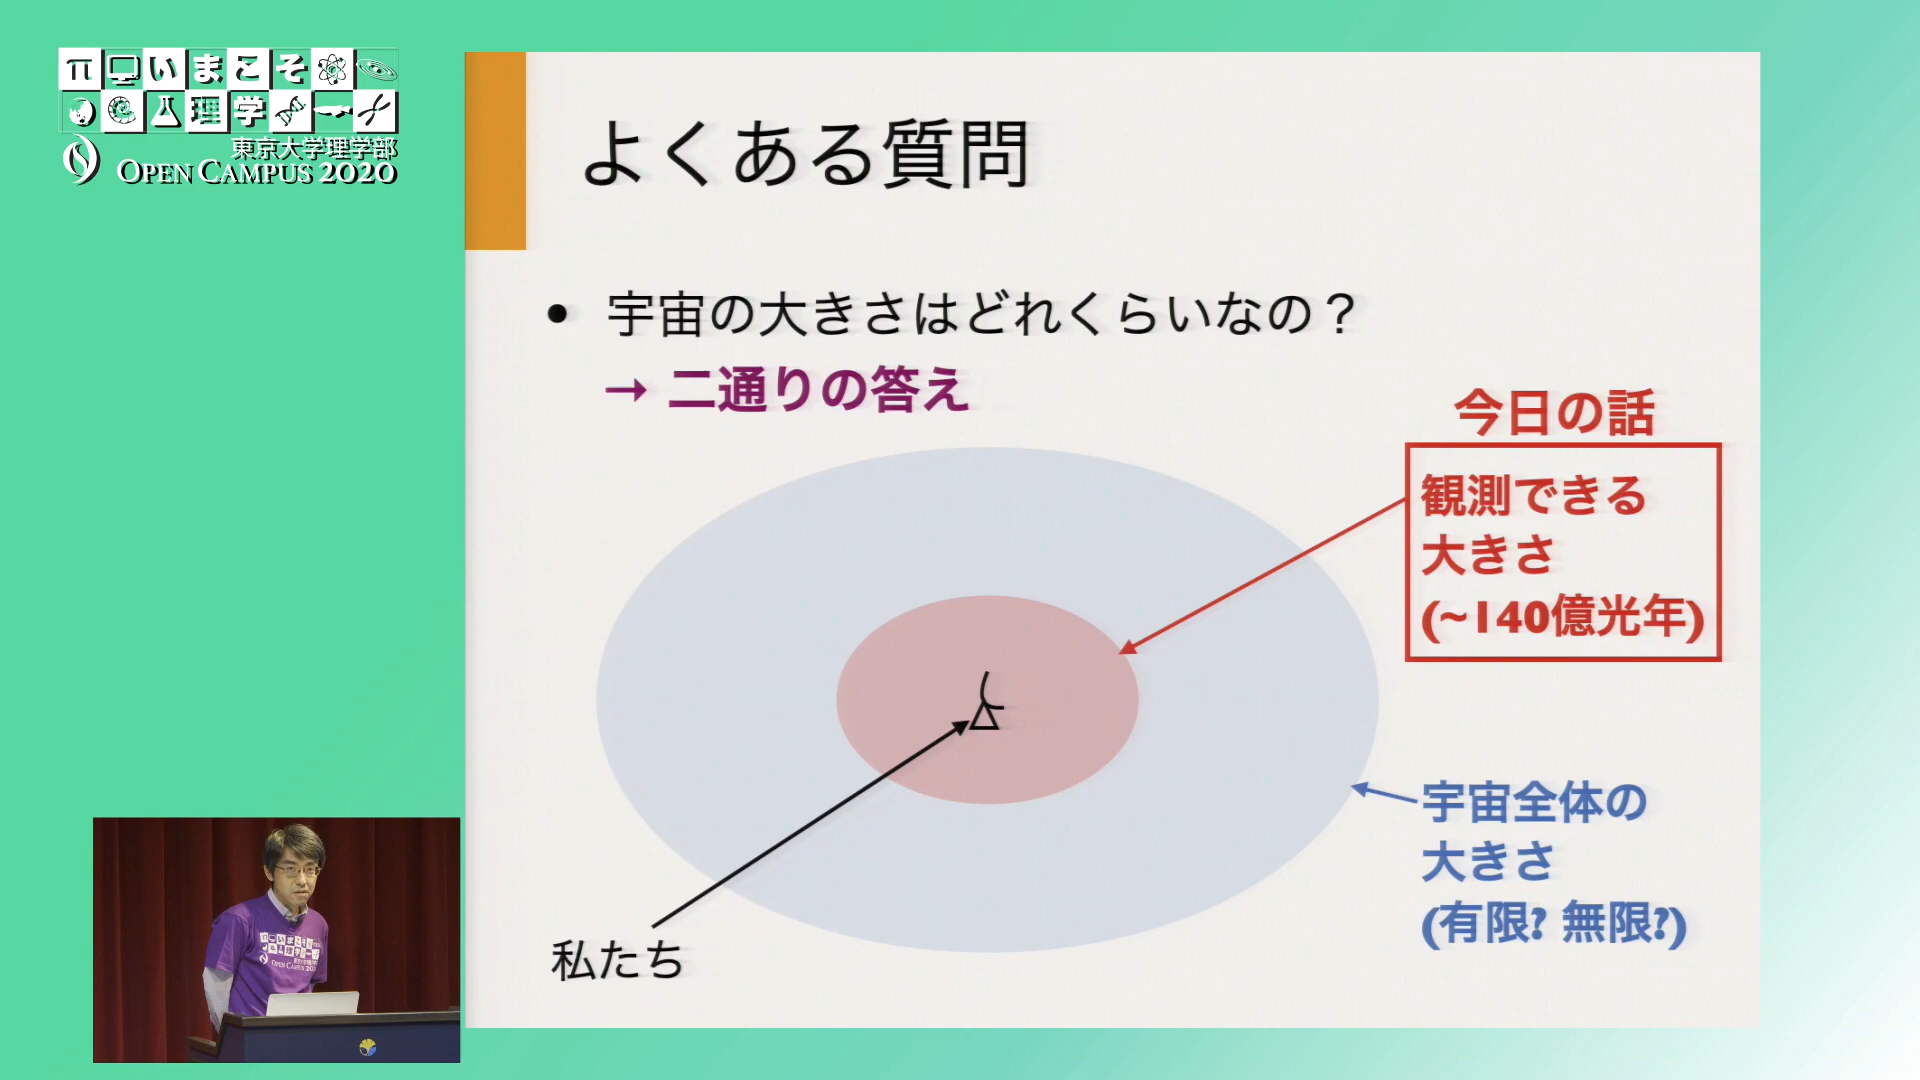 π いまこそ
理学
東京大学理学部
OPEN CAMPUS 2020
よくある質問
• 宇宙の大きさはどれくらいなの？
→ 二通りの答え
今日の話
観測できる
大きさ
(~140億光年)
宇宙全体の
大きさ
(有限? 無限?)
私たち
OPEN CAMPUS 202